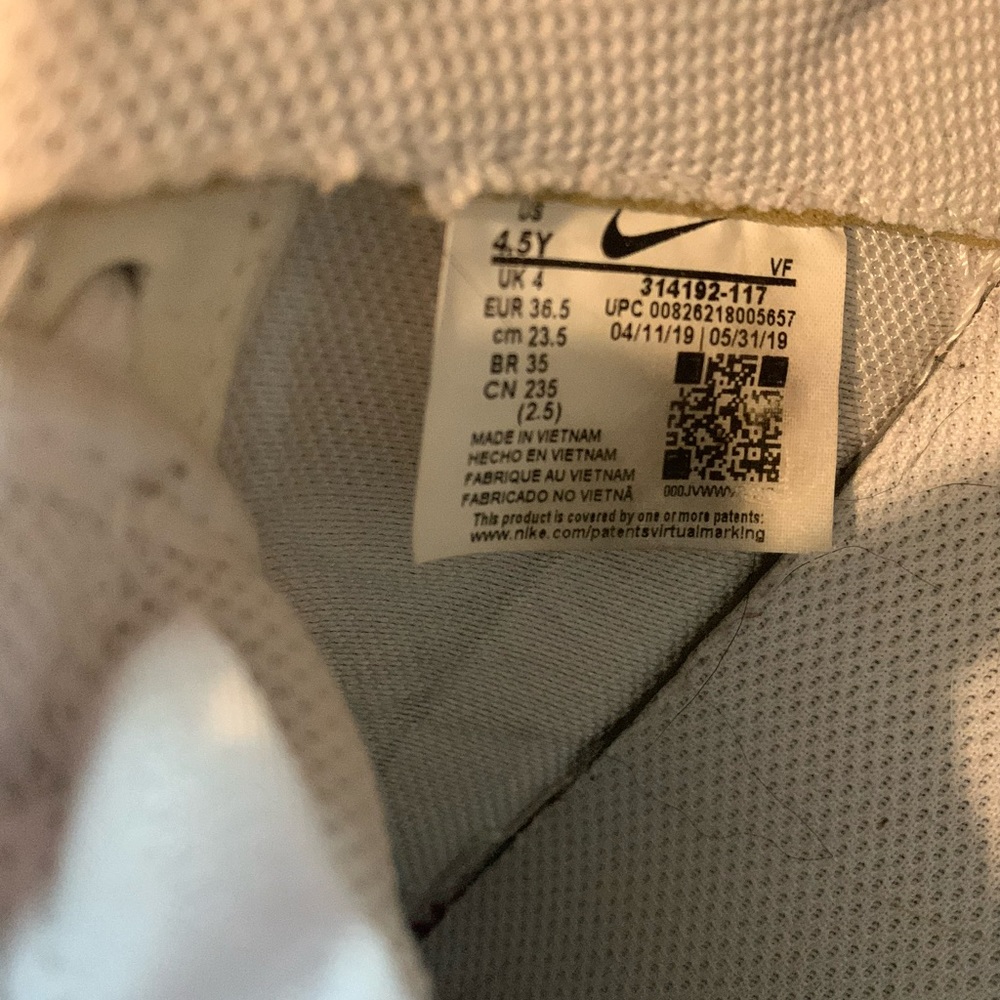 US
4.5Y
VF
UK 4
314192-117
EUR 36.5
UPC 00826218005657
cm 23.5
04/11/19 | 05/31/19
BR 35
CN 235
(2.5)
MADE IN VIETNAM
HECHO EN VIETNAM
FABRIQUE AU VIETNAM
FABRICADO NO VIETNÃ
This product is covered by one or more patents:
www.nike.com/patentsvirtualmarking